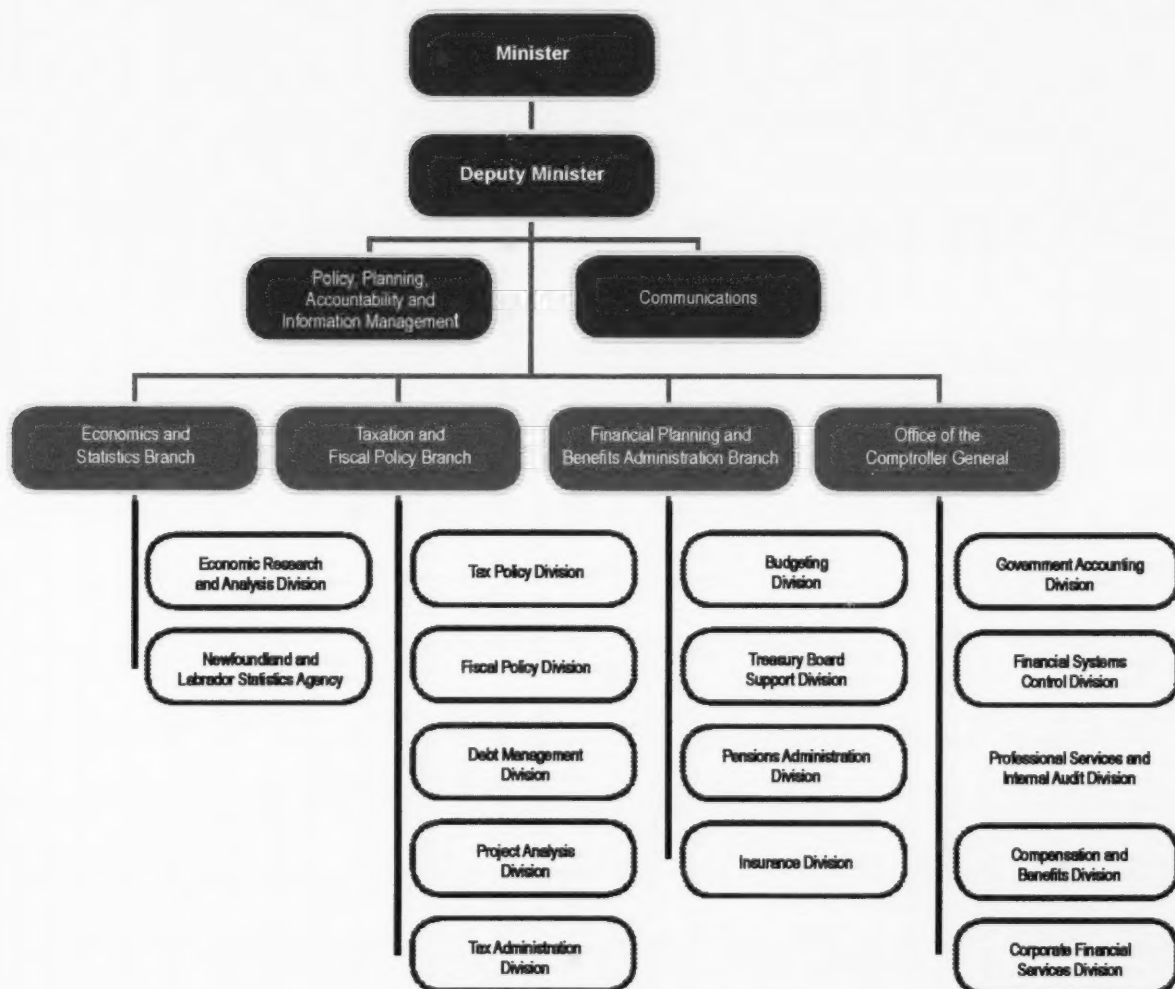 Minister
Deputy Minister
Policy, Planning,
Accountability and
Information Management
Communications
Economics and
Statistics Branch
Taxation and
Fiscal Policy Branch
Financial Planning and
Benefits Administration Branch
Office of the
Comptroller General
Economic Research
and Analysis Division
Newfoundland and
Labrador Statistics Agency
Tax Policy Division
Fiscal Policy Division
Debt Management
Division
Project Analysis
Division
Tax Administration
Division
Budgeting
Division
Treasury Board
Support Division
Pensions Administration
Division
Insurance Division
Government Accounting
Division
Financial Systems
Control Division
Professional Services and
Internal Audit Division
Compensation and
Benefits Division
Corporate Financial
Services Division